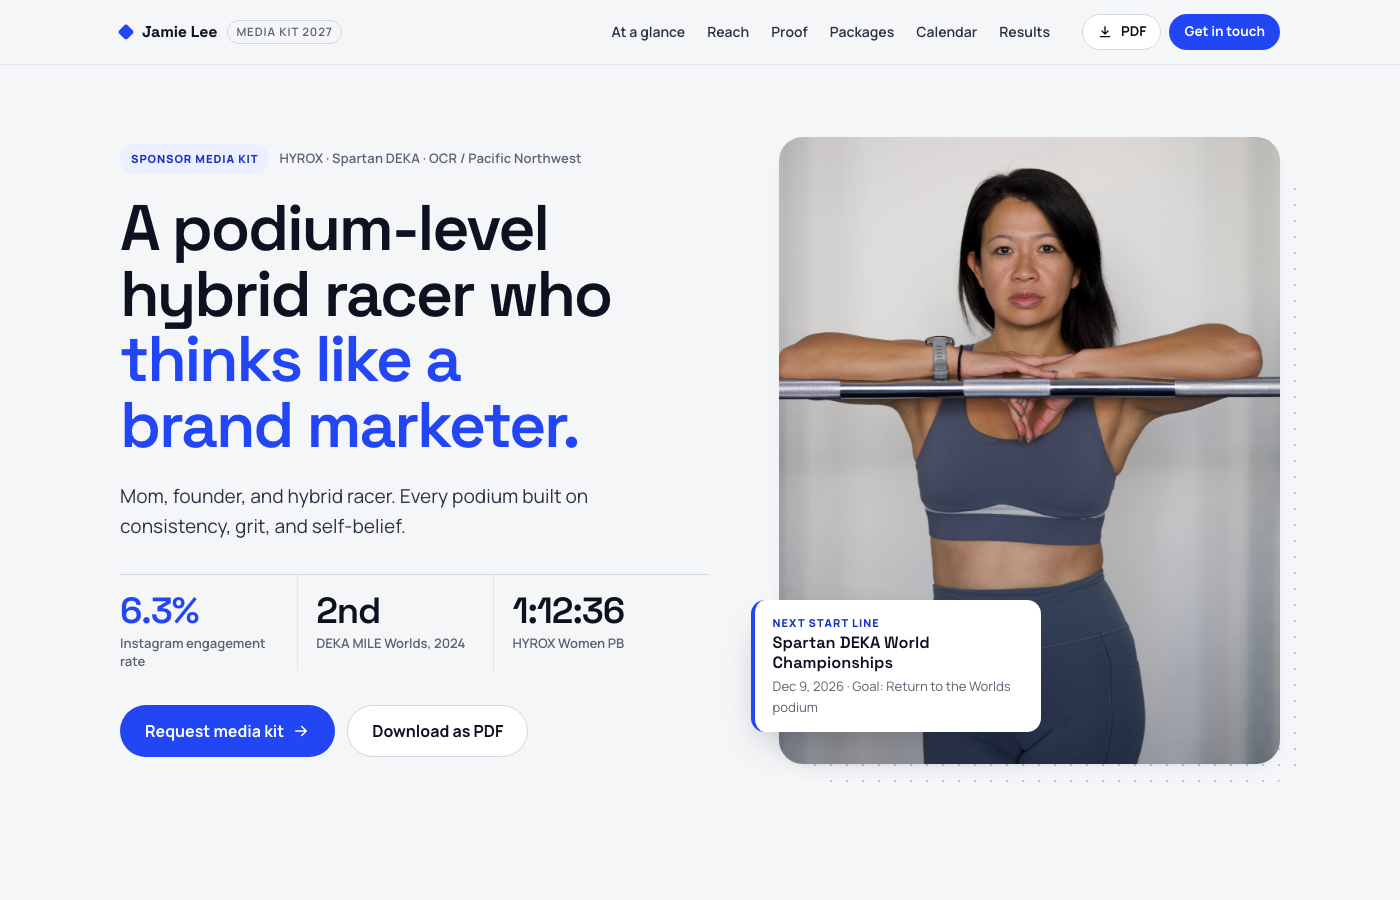 Jamie Lee
MEDIA KIT 2027
At a glance
Reach
Proof
Packages
Calendar
Results
PDF
Get in touch
SPONSOR MEDIA KIT
HYROX · Spartan DEKA · OCR / Pacific Northwest
A podium-level
hybrid racer who
thinks like a
brand marketer.
Mom, founder, and hybrid racer. Every podium built on
consistency, grit, and self-belief.
6.3%
Instagram engagement
rate
2nd
DEKA MILE Worlds, 2024
1:12:36
HYROX Women PB
Request media kit →
Download as PDF
NEXT START LINE
Spartan DEKA World
Championships
Dec 9, 2026 · Goal: Return to the Worlds
podium